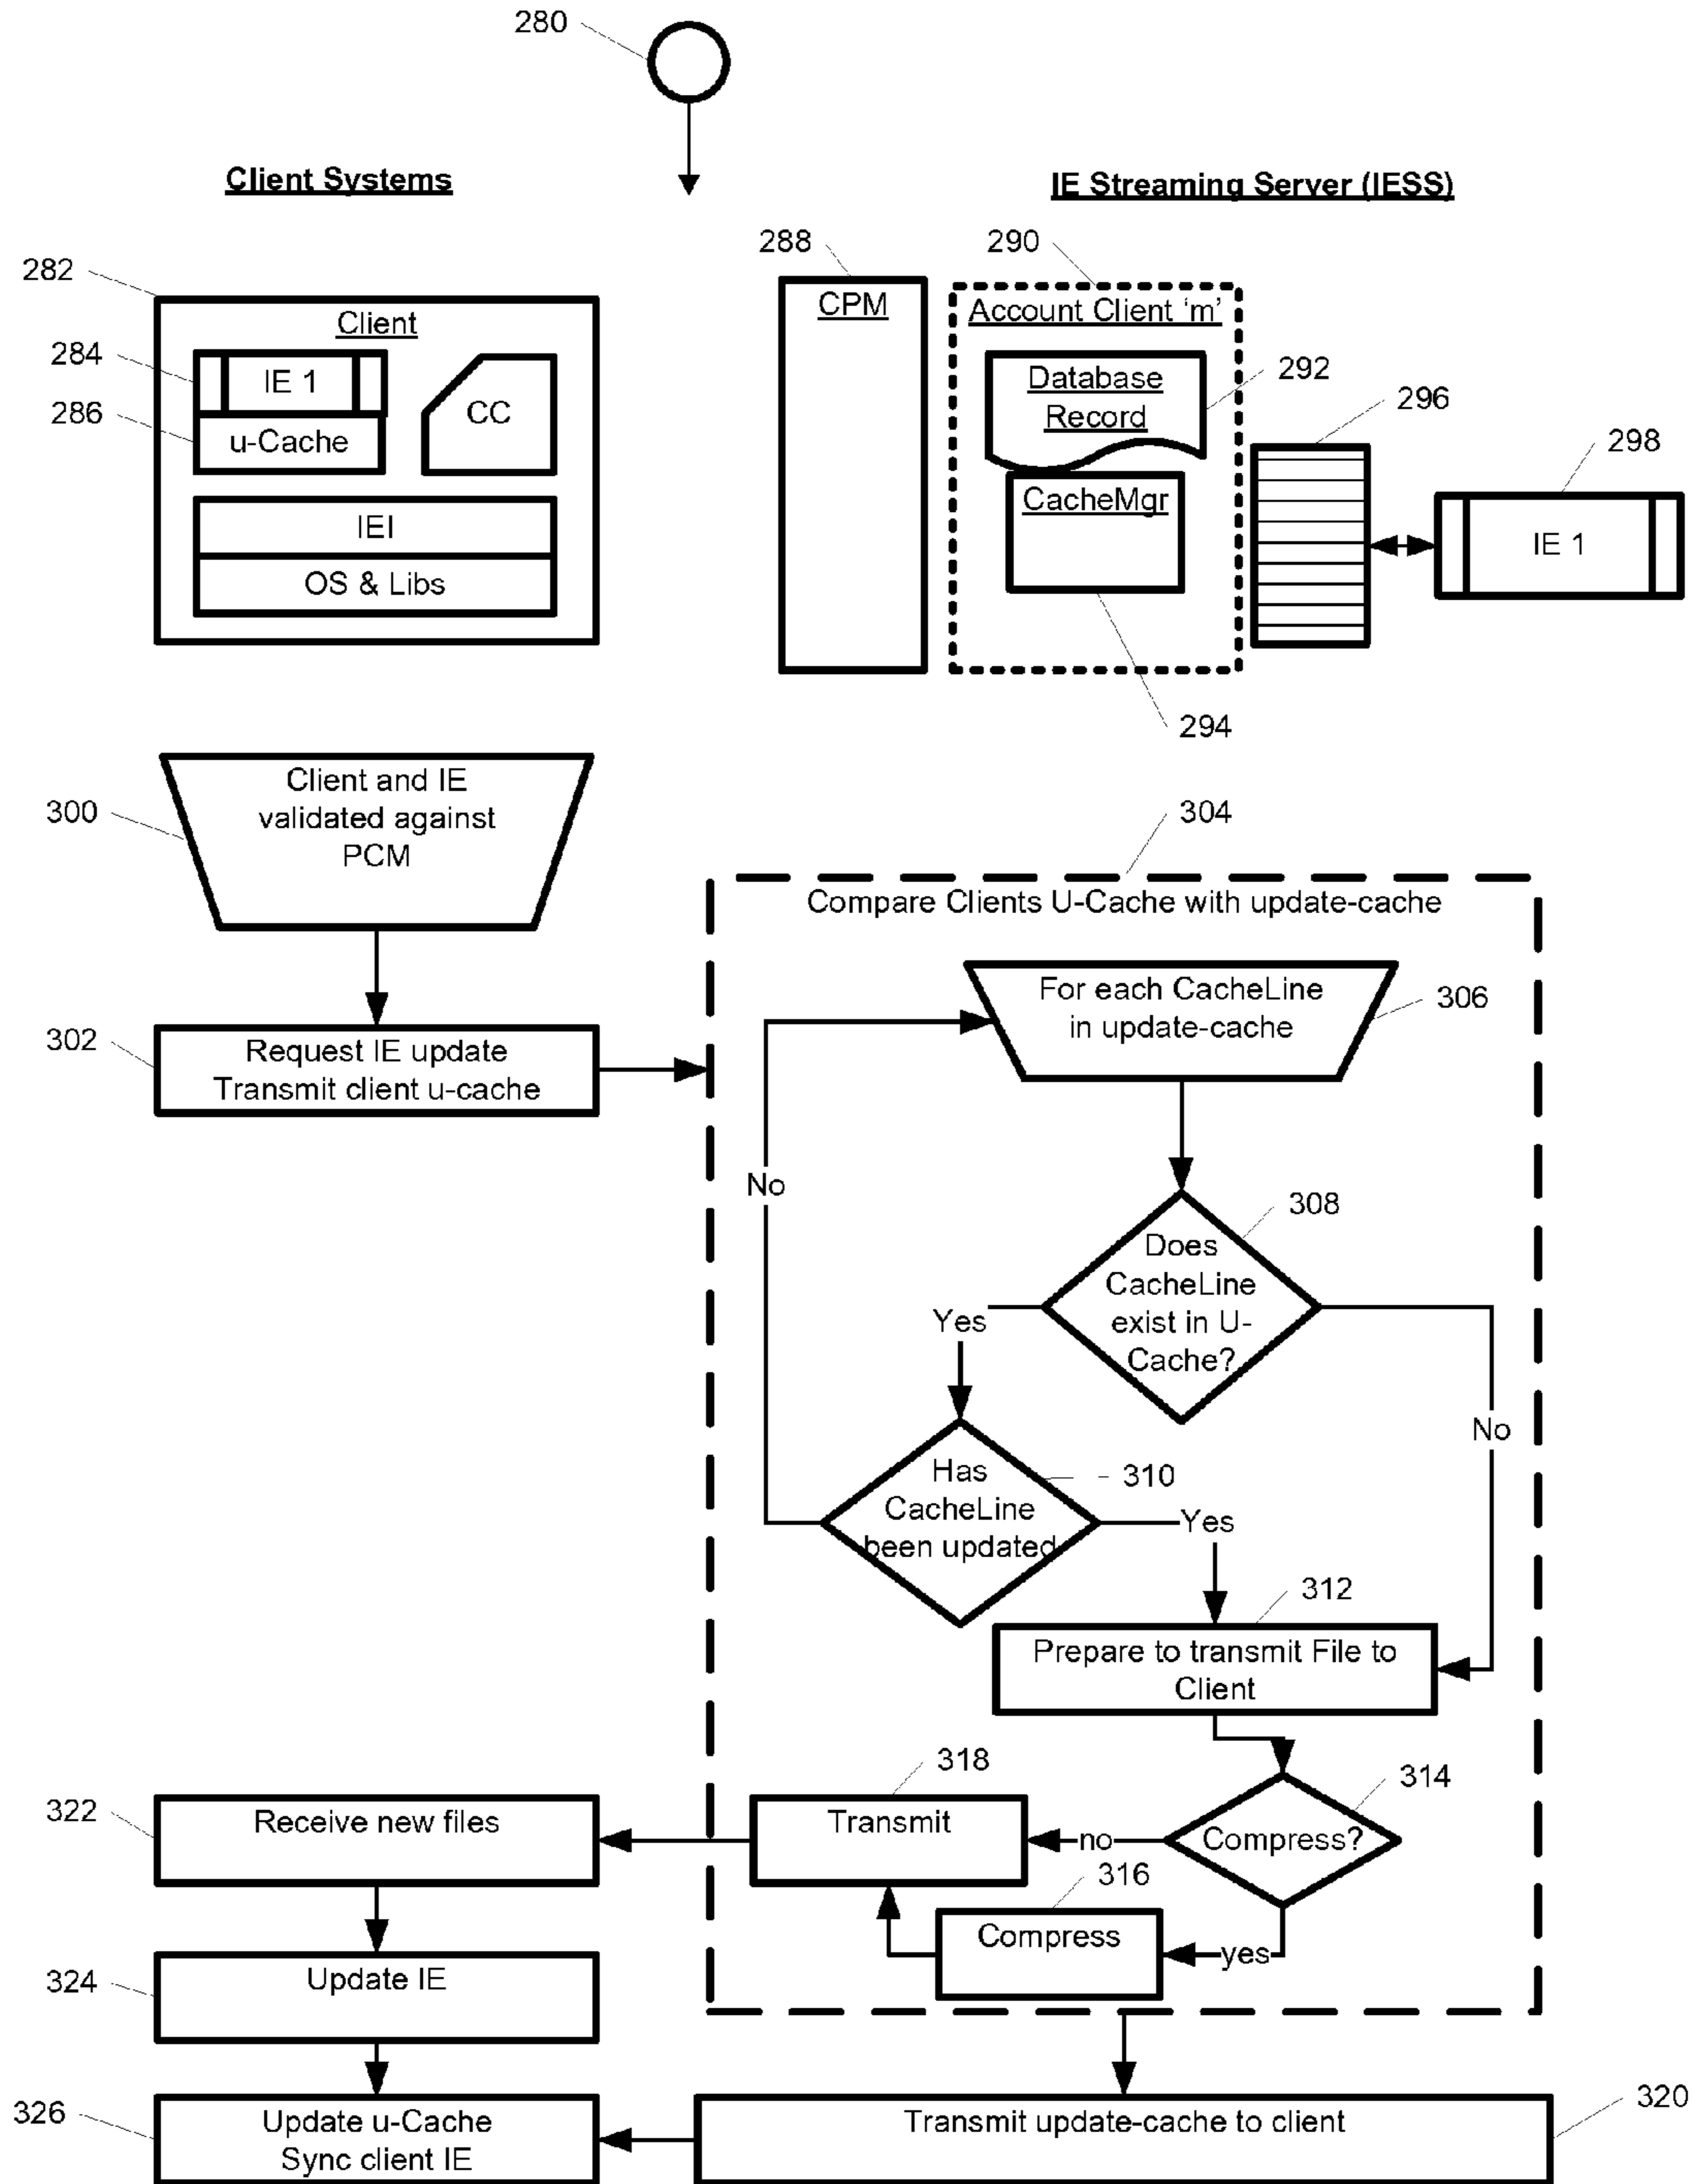 280
Client Systems
IE Streaming Server (IESS)
282
Client
284
IE 1
286
u-Cache
CC
IEI
OS & Libs
288
CPM
290
Account Client ‘m’
Database
Record
292
CacheMgr
294
296
298
IE 1
300
Client and IE
validated against
PCM
302
Request IE update
Transmit client u-cache
304
Compare Clients U-Cache with update-cache
For each CacheLine
in update-cache
306
No
308
Does
CacheLine
exist in U-
Cache?
Yes
No
310
Has
CacheLine
been updated
Yes
312
Prepare to transmit File to
Client
314
Compress?
no
318
Transmit
316
Compress
yes
322
Receive new files
324
Update IE
326
Update u-Cache
Sync client IE
320
Transmit update-cache to client